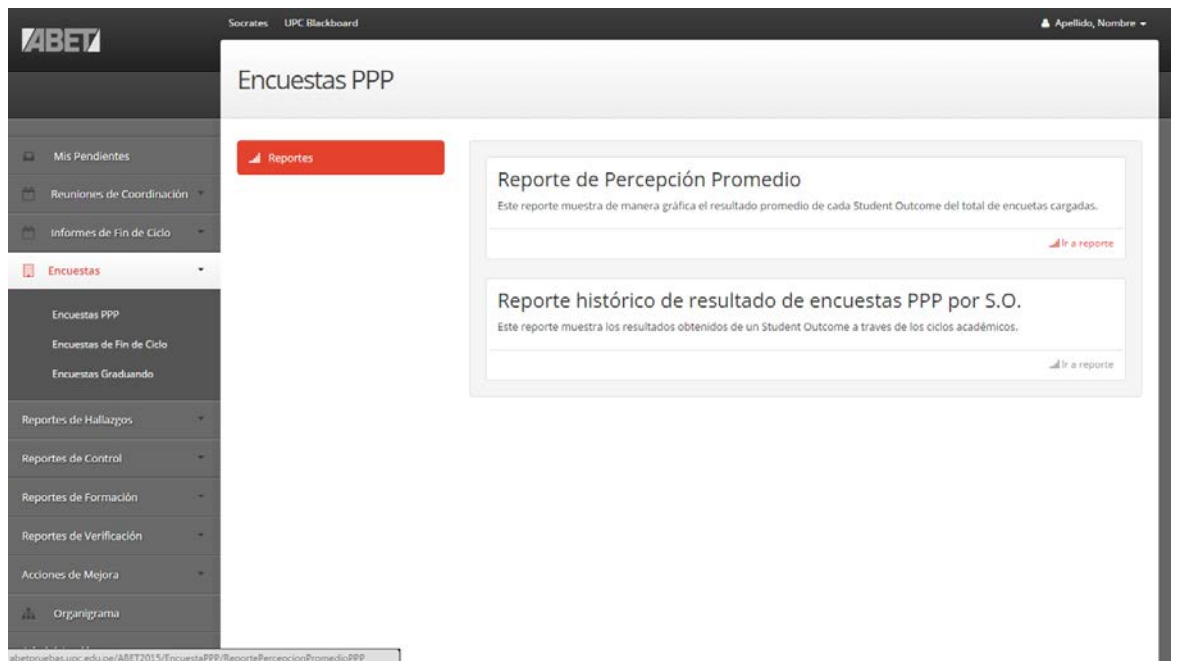 ABET
Socrates UPC Blackboard
Apellido, Nombre
Encuestas PPP
Mis Pendientes
Reuniones de Coordinación
Informes de Fin de Ciclo
Encuestas
Encuestas PPP
Encuestas de Fin de Ciclo
Encuestas Graduando
Reportes de Hallazgos
Reportes de Control
Reportes de Formación
Reportes de Verificación
Acciones de Mejora
Organigrama
Reportes
Reporte de Percepción Promedio
Este reporte muestra de manera gráfica el resultado promedio de cada Student Outcome del total de encuetas cargadas.
Ir a reporte
Reporte histórico de resultado de encuestas PPP por S.O.
Este reporte muestra los resultados obtenidos de un Student Outcome a traves de los ciclos académicos.
Ir a reporte
abetpruebas.upc.edu.pe/ABET2015/EncuestaPPP/ReportePercepcionPromedioPPP